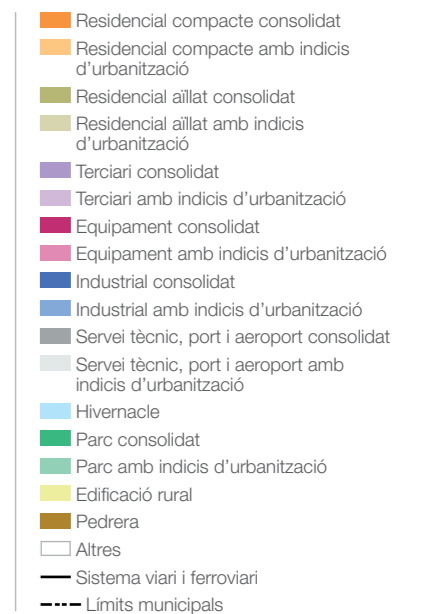 Residencial compacte consolidat
Residencial compacte amb indicis
d'urbanització
Residencial aïllat consolidat
Residencial aïllat amb indicis
d'urbanització
Terciari consolidat
Terciari amb indicis d'urbanització
Equipament consolidat
Equipament amb indicis d'urbanització
Industrial consolidat
Industrial amb indicis d'urbanització
Servei tècnic, port i aeroport consolidat
Servei tècnic, port i aeroport amb
indicis d'urbanització
Hivernacle
Parc consolidat
Parc amb indicis d'urbanització
Edificació rural
Pedrera
Altres
Sistema viari i ferroviari
Límits municipals